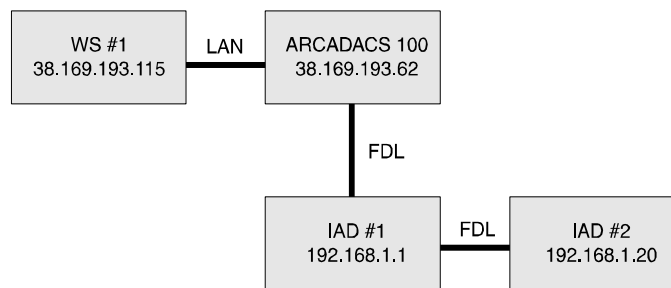 WS #1
38.169.193.115
LAN
ARCADACS 100
38.169.193.62
FDL
IAD #1
192.168.1.1
FDL
IAD #2
192.168.1.20